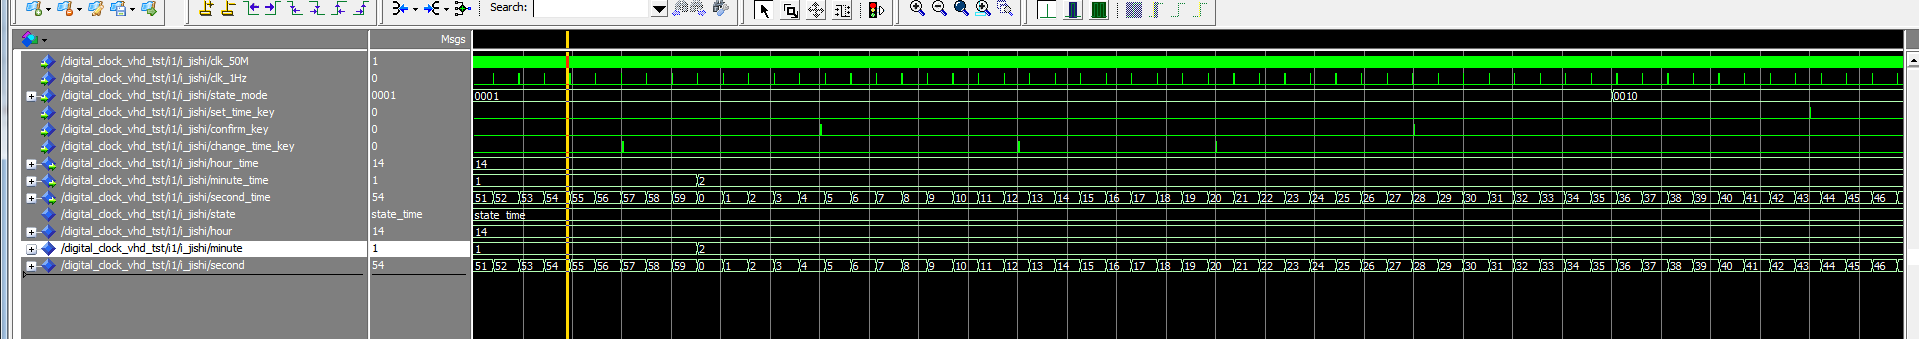 Search:
Msgs
/digital_clock_vhd_tst/i1/i_jishi/clk_50M 1
/digital_clock_vhd_tst/i1/i_jishi/clk_1Hz 0
/digital_clock_vhd_tst/i1/i_jishi/state_mode 0001 0001 0010
/digital_clock_vhd_tst/i1/i_jishi/set_time_key 0
/digital_clock_vhd_tst/i1/i_jishi/confirm_key 0
/digital_clock_vhd_tst/i1/i_jishi/change_time_key 0
/digital_clock_vhd_tst/i1/i_jishi/hour_time 14 14
/digital_clock_vhd_tst/i1/i_jishi/minute_time 1 1 2
/digital_clock_vhd_tst/i1/i_jishi/second_time 54 51 52 53 54 55 56 57 58 59 0 1 2 3 4 5 6 7 8 9 10 11 12 13 14 15 16 17 18 19 20 21 22 23 24 25 26 27 28 29 30 31 32 33 34 35 36 37 38 39 40 41 42 43 44 45 46
/digital_clock_vhd_tst/i1/i_jishi/state state_time state_time
/digital_clock_vhd_tst/i1/i_jishi/hour 14 14
/digital_clock_vhd_tst/i1/i_jishi/minute 1 1 2
/digital_clock_vhd_tst/i1/i_jishi/second 54 51 52 53 54 55 56 57 58 59 0 1 2 3 4 5 6 7 8 9 10 11 12 13 14 15 16 17 18 19 20 21 22 23 24 25 26 27 28 29 30 31 32 33 34 35 36 37 38 39 40 41 42 43 44 45 46